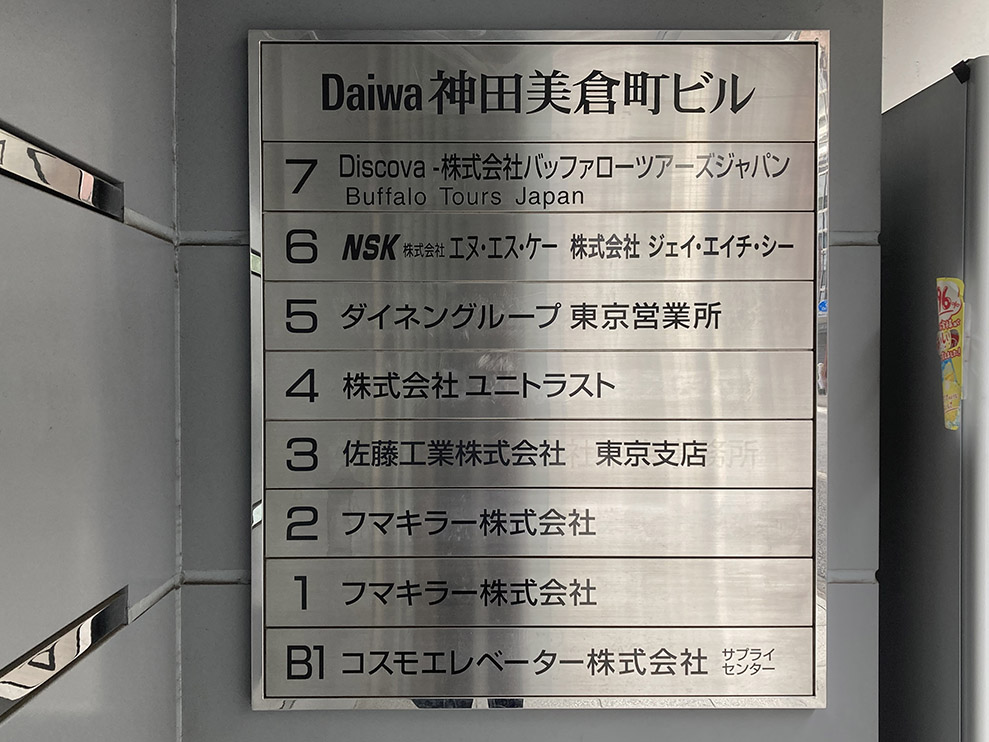 Daiwa 神田美倉町ビル
7 Discova -株式会社バッファローツアーズジャパン
Buffalo Tours Japan
6 NSK 株式会社 エヌ・エス・ケー 株式会社 ジェイ・エイチ・シー
5 ダイネングループ 東京営業所
4 株式会社 ユニトラスト
3 佐藤工業株式会社 東京支店
2 フマキラー株式会社
1 フマキラー株式会社
B1 コスモエレベーター株式会社 サプライ
センター